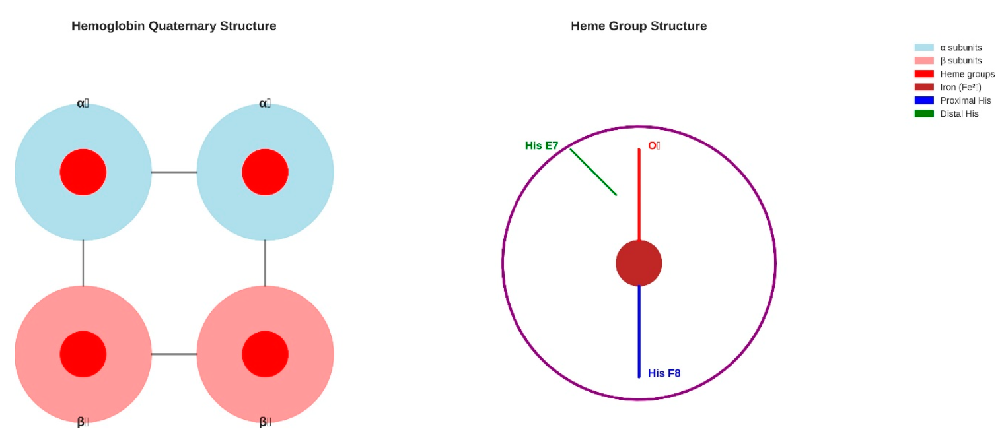 Hemoglobin Quaternary Structure
α▯
α▯
β▯
β▯
Heme Group Structure
His E7
O▯
His F8
α subunits
β subunits
Heme groups
Iron (Fe²▯)
Proximal His
Distal His